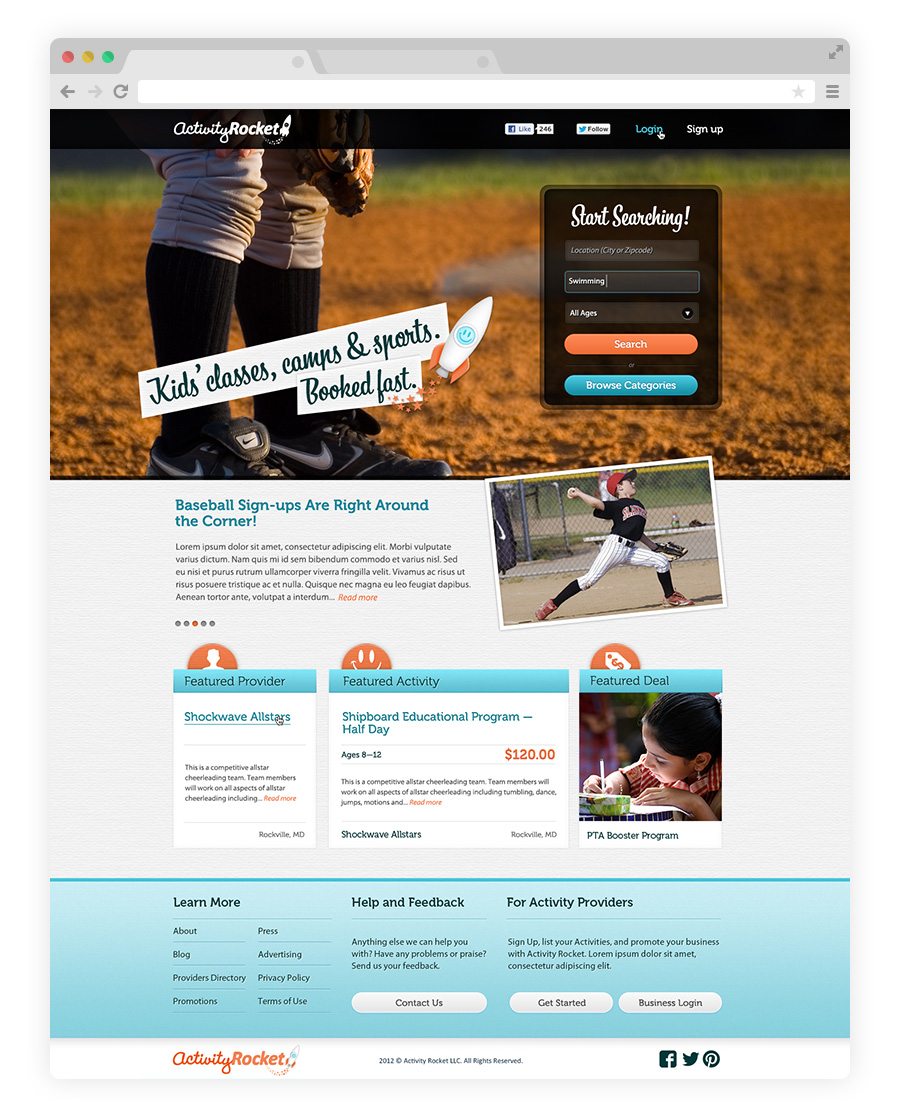 ActivityRocket
Like 246 Follow Login Sign up
Start Searching!
Location (City or Zipcode)
Swimming
All Ages
Search
or
Browse Categories
Kids' classes, camps & sports.
Booked fast.
Baseball Sign-ups Are Right Around
the Corner!
Lorem ipsum dolor sit amet, consectetur adipiscing elit. Morbi vulputate
varius dictum. Nam quis mi id sem bibendum commodo et varius nisl. Sed
eu nisi et purus rutrum ullamcorper viverra fringilla velit. Vivamus ac risus ut
risus posuere tristique ac et nulla. Quisque nec magna eu leo feugiat dapibus.
Aenean tortor ante, volutpat a interdum... Read more
Featured Provider
Shockwave Allstars
This is a competitive allstar
cheerleading team. Team members
will work on all aspects of allstar
cheerleading including... Read more
Rockville, MD
Featured Activity
Shipboard Educational Program —
Half Day
Ages 8—12 $120.00
This is a competitive allstar cheerleading team. Team members will
work on all aspects of allstar cheerleading including tumbling, dance,
jumps, motions and... Read more
Shockwave Allstars Rockville, MD
Featured Deal
PTA Booster Program
Learn More
About Press
Blog Advertising
Providers Directory Privacy Policy
Promotions Terms of Use
Help and Feedback
Anything else we can help you
with? Have any problems or praise?
Send us your feedback.
Contact Us
For Activity Providers
Sign Up, list your Activities, and promote your business
with Activity Rocket. Lorem ipsum dolor sit amet,
consectetur adipiscing elit.
Get Started Business Login
ActivityRocket
2012 © Activity Rocket LLC. All Rights Reserved.